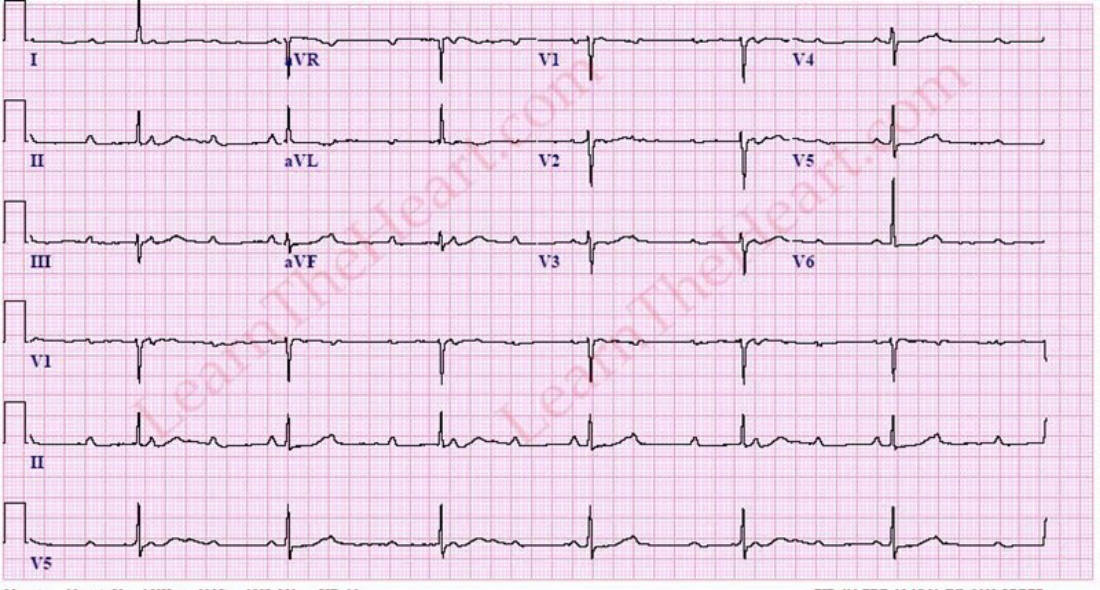 I aVR V1 V4
II aVL V2 V5
III aVF V3 V6
V1
II
V5
LearnTheHeart.com
LearnTheHeart.com